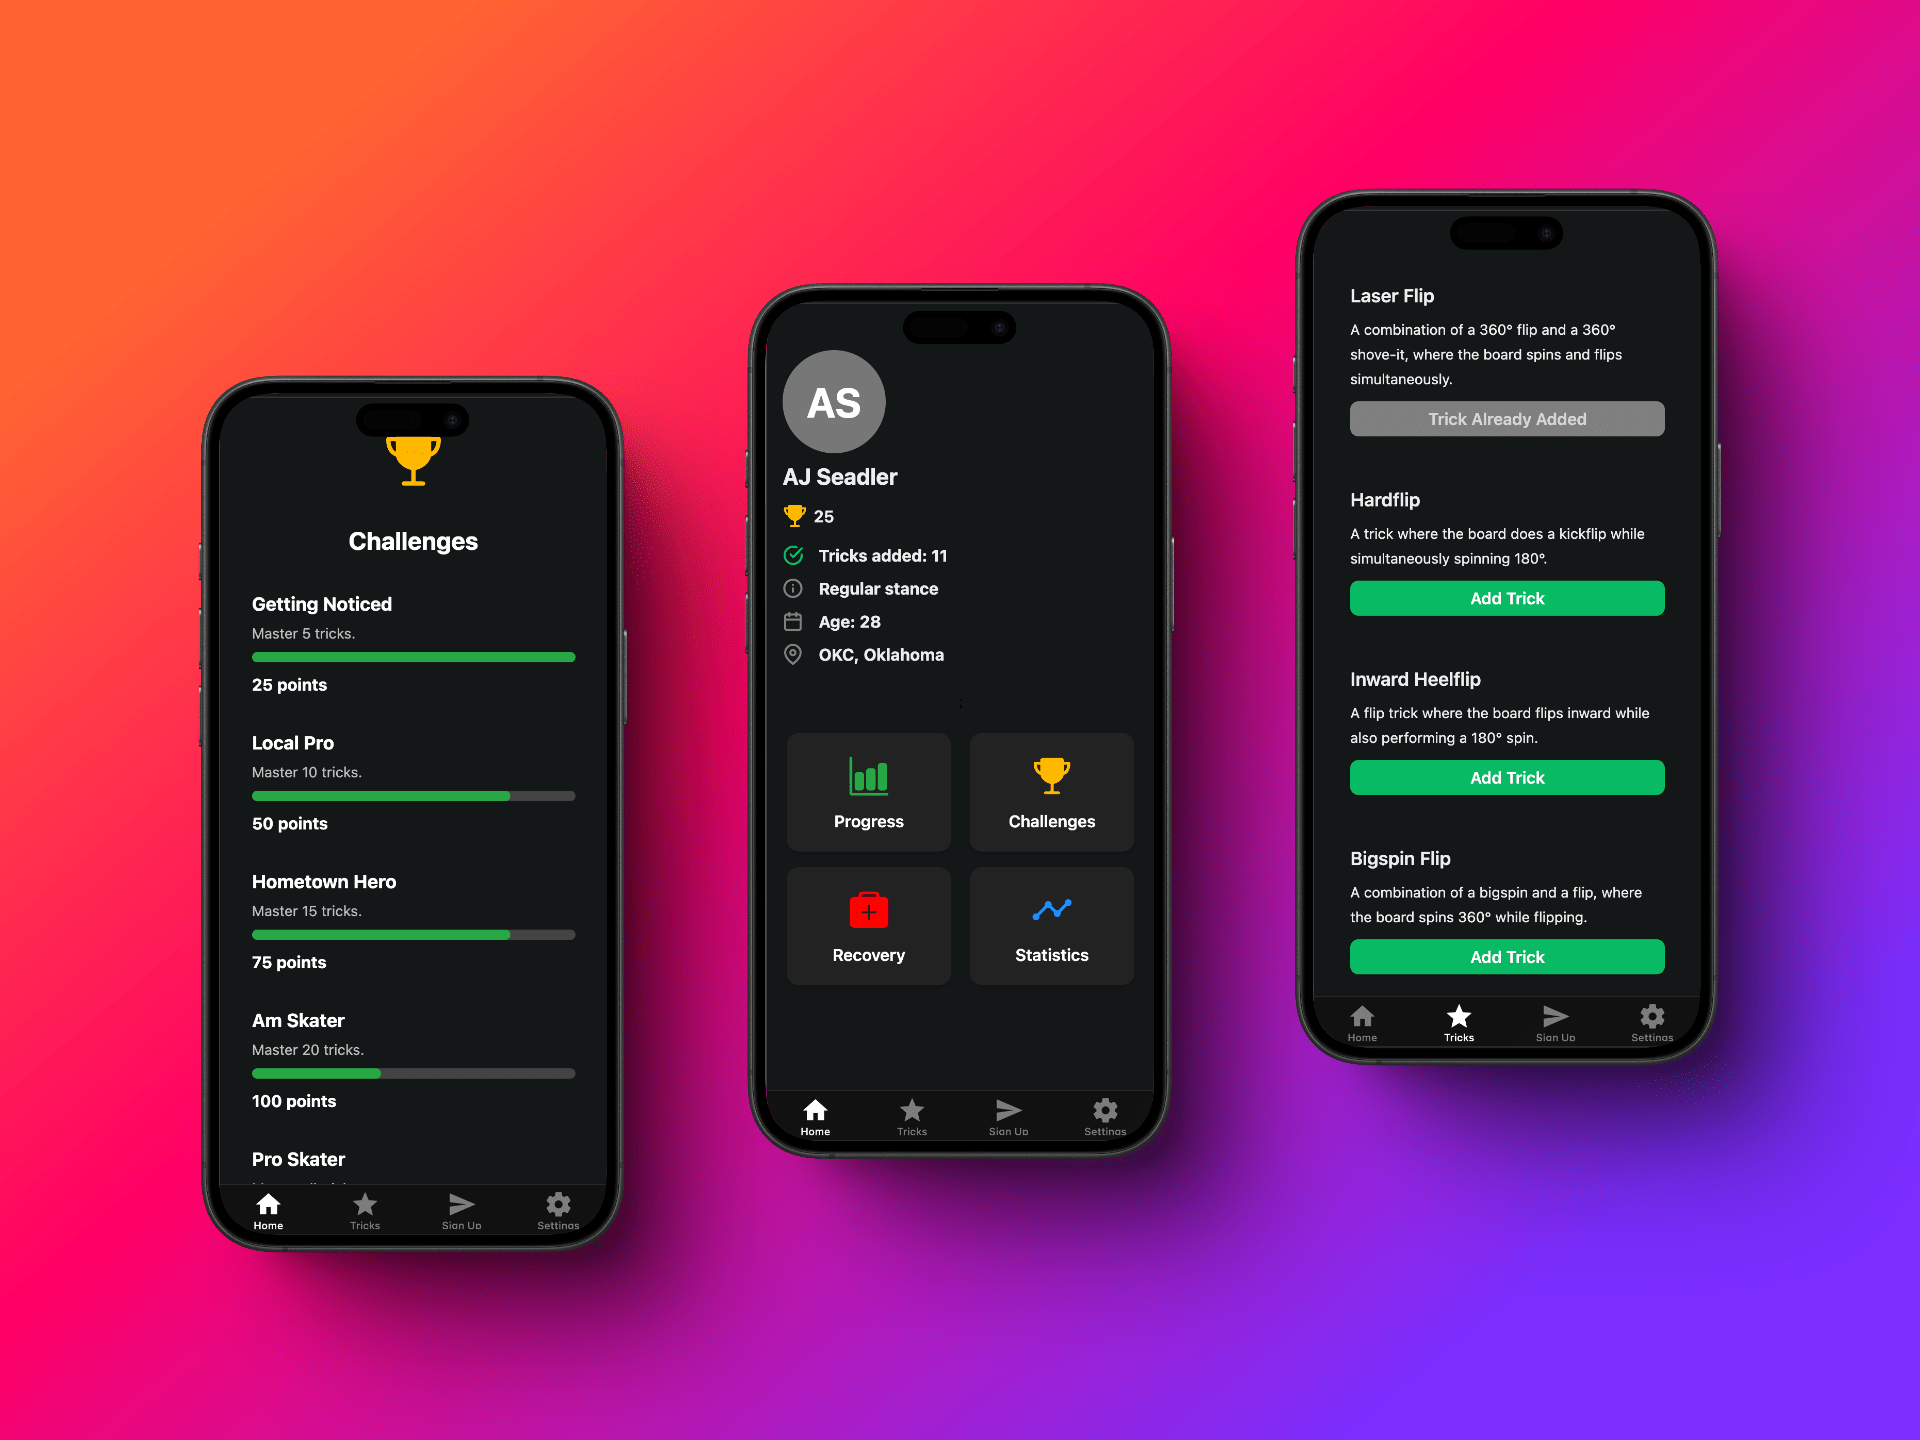 Challenges
Getting Noticed
Master 5 tricks.
25 points
Local Pro
Master 10 tricks.
50 points
Hometown Hero
Master 15 tricks.
75 points
Am Skater
Master 20 tricks.
100 points
Pro Skater
Home Tricks Sign Up Settings
AS
AJ Seadler
25
Tricks added: 11
Regular stance
Age: 28
OKC, Oklahoma
;
Progress Challenges
Recovery Statistics
Home Tricks Sign Up Settings
Laser Flip
A combination of a 360° flip and a 360°
shove-it, where the board spins and flips
simultaneously.
Trick Already Added
Hardflip
A trick where the board does a kickflip while
simultaneously spinning 180°.
Add Trick
Inward Heelflip
A flip trick where the board flips inward while
also performing a 180° spin.
Add Trick
Bigspin Flip
A combination of a bigspin and a flip, where
the board spins 360° while flipping.
Add Trick
Home Tricks Sign Up Settings